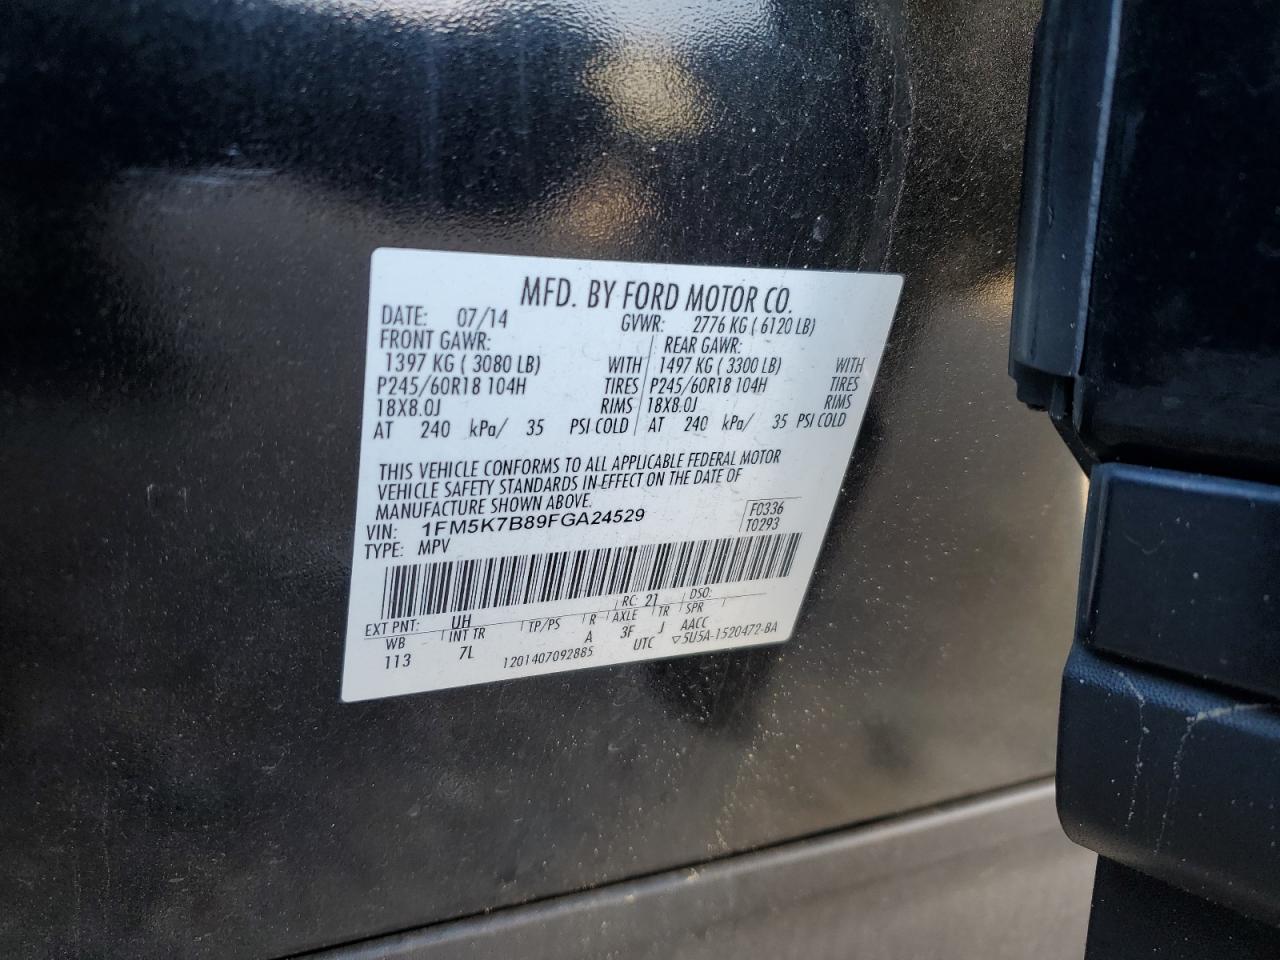 MFD. BY FORD MOTOR CO.
DATE: 07/14 GVWR: 2776 KG ( 6120 LB)
FRONT GAWR: REAR GAWR:
1397 KG ( 3080 LB) WITH 1497 KG ( 3300 LB) WITH
P245/60R18 104H TIRES P245/60R18 104H TIRES
18X8.0J RIMS 18X8.0J RIMS
AT 240 kPa/ 35 PSI COLD AT 240 kPa/ 35 PSI COLD
THIS VEHICLE CONFORMS TO ALL APPLICABLE FEDERAL MOTOR
VEHICLE SAFETY STANDARDS IN EFFECT ON THE DATE OF
MANUFACTURE SHOWN ABOVE.
VIN: 1FM5K7B89FGA24529 F0336
TYPE: MPV T0293
EXT PNT: UH RC: 21 DSO:
WB INT TR TP/PS R AXLE TR SPR
113 7L A 3F J AACC
1201407092885 UTC ▽5U5A-1520472-BA